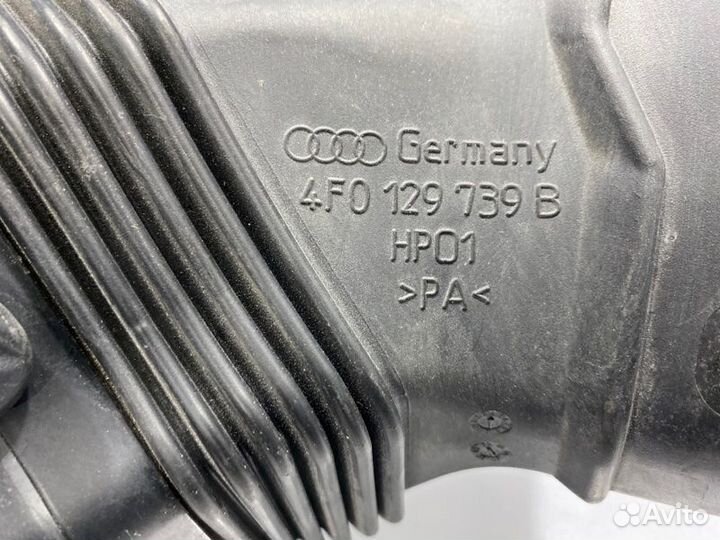 Germany
4F0 129 739 B
HP01
>PA<
Avito